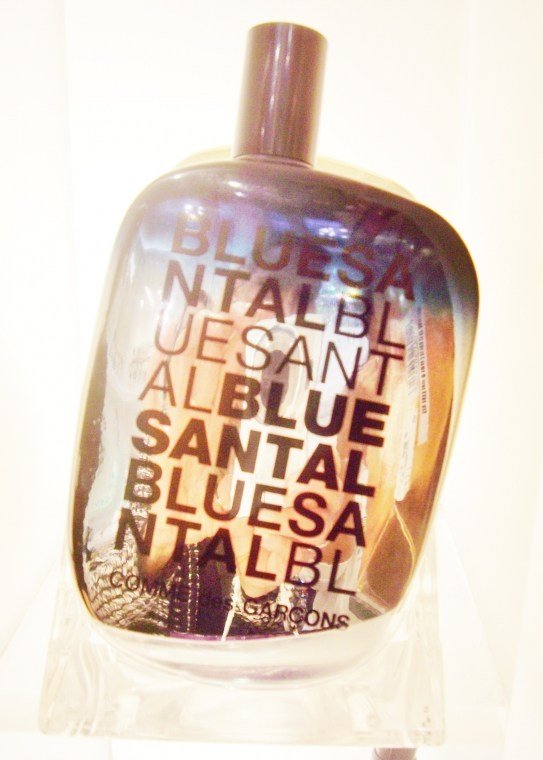 BLUESA
NTALBL
UESANT
ALBLUE
SANTAL
BLUESA
NTALBL
COMME des GARCONS